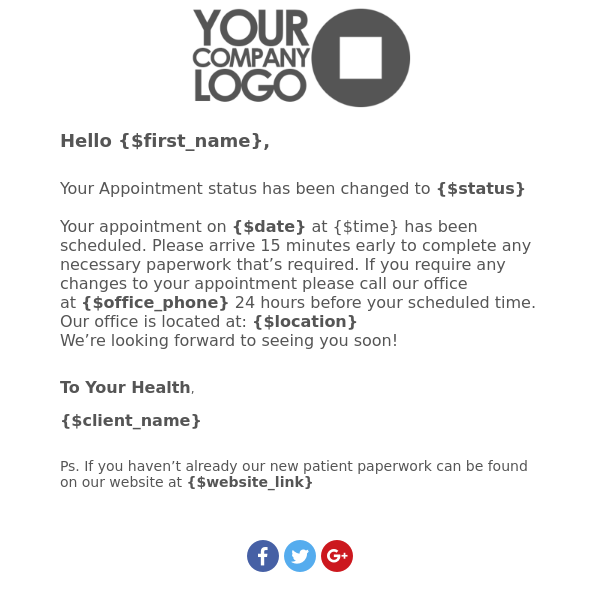 YOUR
COMPANY
LOGO
Hello {$first_name},
Your Appointment status has been changed to {$status}
Your appointment on {$date} at {$time} has been
scheduled. Please arrive 15 minutes early to complete any
necessary paperwork that’s required. If you require any
changes to your appointment please call our office
at {$office_phone} 24 hours before your scheduled time.
Our office is located at: {$location}
We’re looking forward to seeing you soon!
To Your Health,
{$client_name}
Ps. If you haven’t already our new patient paperwork can be found
on our website at {$website_link}
f
G+